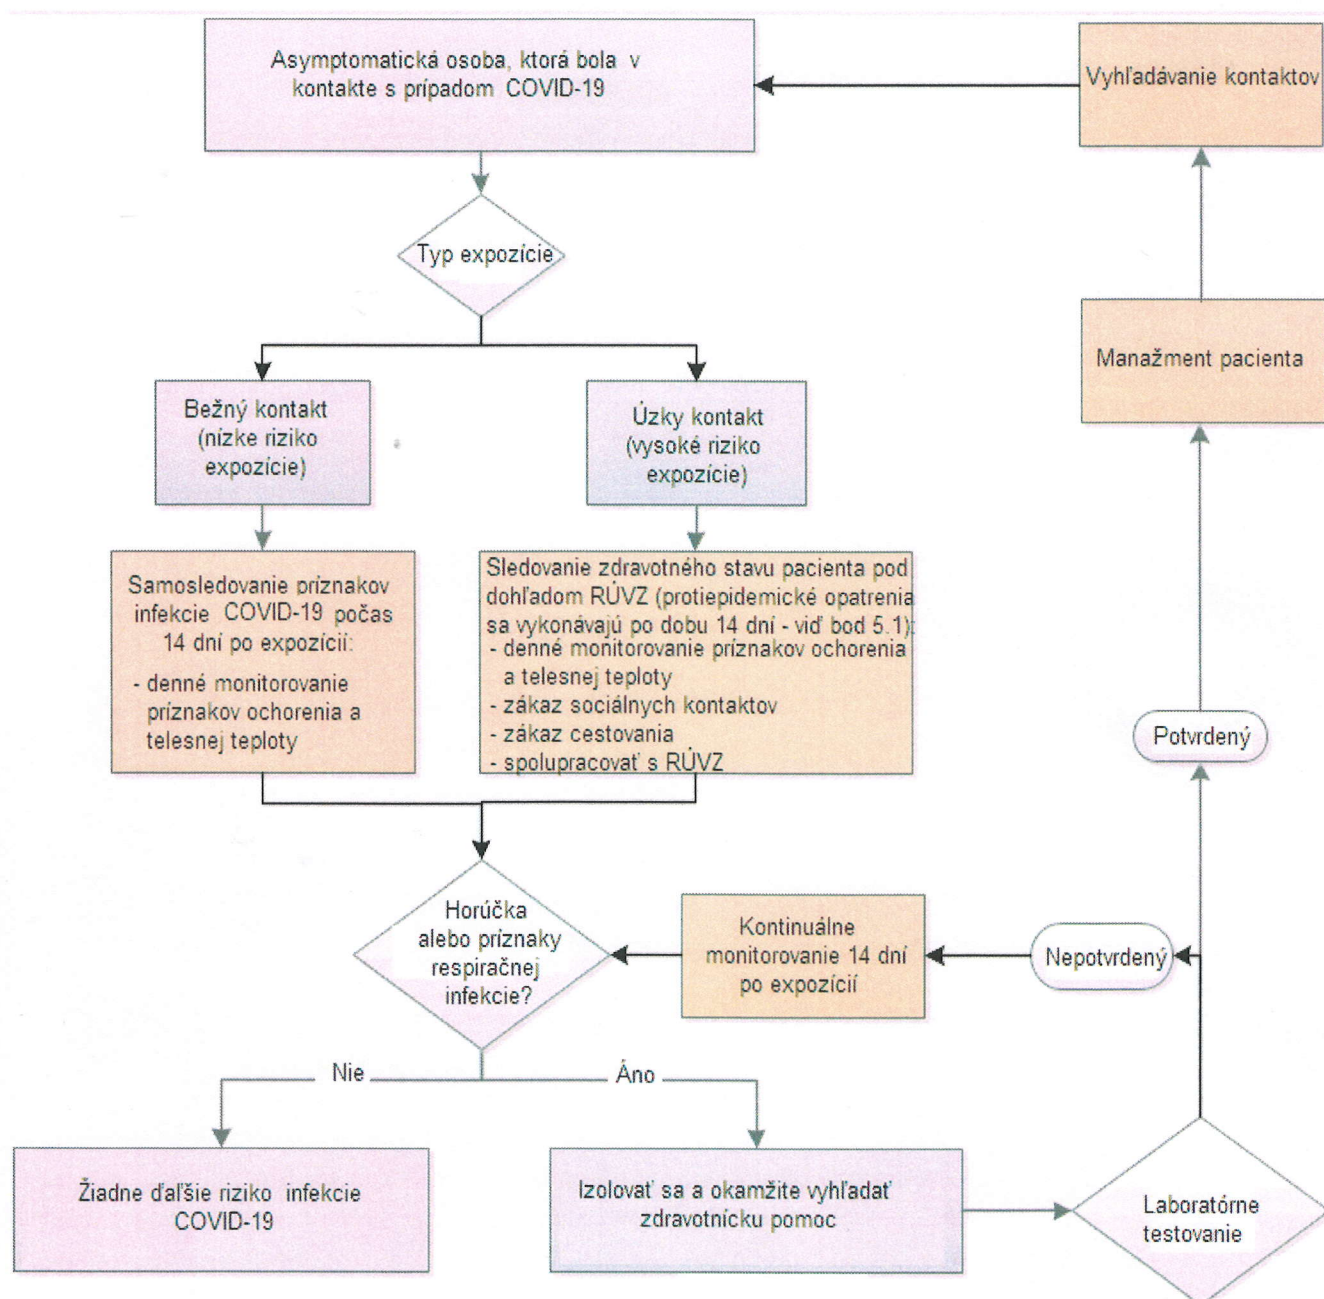 Asymptomatická osoba, ktorá bola v
kontakte s prípadom COVID-19
Vyhľadávanie kontaktov
Typ expozície
Manažment pacienta
Bežný kontakt
(nízke riziko
expozície)
Úzky kontakt
(vysoké riziko
expozície)
Samosledovanie príznakov
infekcie COVID-19 počas
14 dní po expozícií:
- denné monitorovanie
príznakov ochorenia a
telesnej teploty
Sledovanie zdravotného stavu pacienta pod
dohľadom RÚVZ (protiepidemické opatrenia
sa vykonávajú po dobu 14 dní - viď bod 5.1):
- denné monitorovanie príznakov ochorenia
a telesnej teploty
- zákaz sociálnych kontaktov
- zákaz cestovania
- spolupracovať s RÚVZ
Potvrdený
Horúčka
alebo príznaky
respiračnej
infekcie?
Kontinuálne
monitorovanie 14 dní
po expozícií
Nepotvrdený
Nie
Áno
Žiadne ďaľšie riziko infekcie
COVID-19
Izolovať sa a okamžite vyhľadať
zdravotnícku pomoc
Laboratórne
testovanie